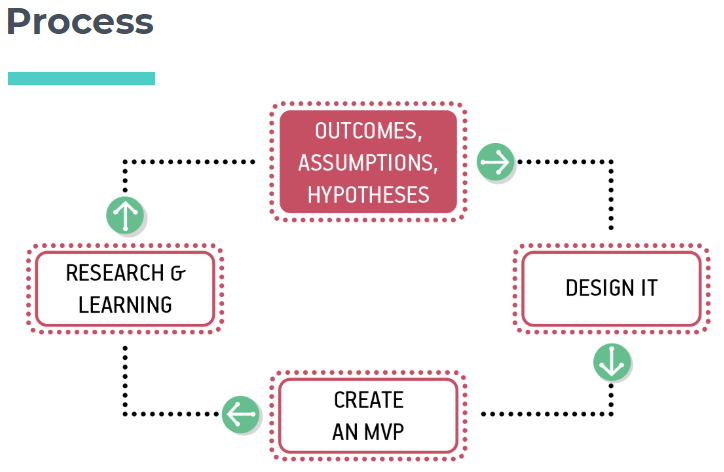 Process
OUTCOMES,
ASSUMPTIONS,
HYPOTHESES
RESEARCH &
LEARNING
DESIGN IT
CREATE
AN MVP